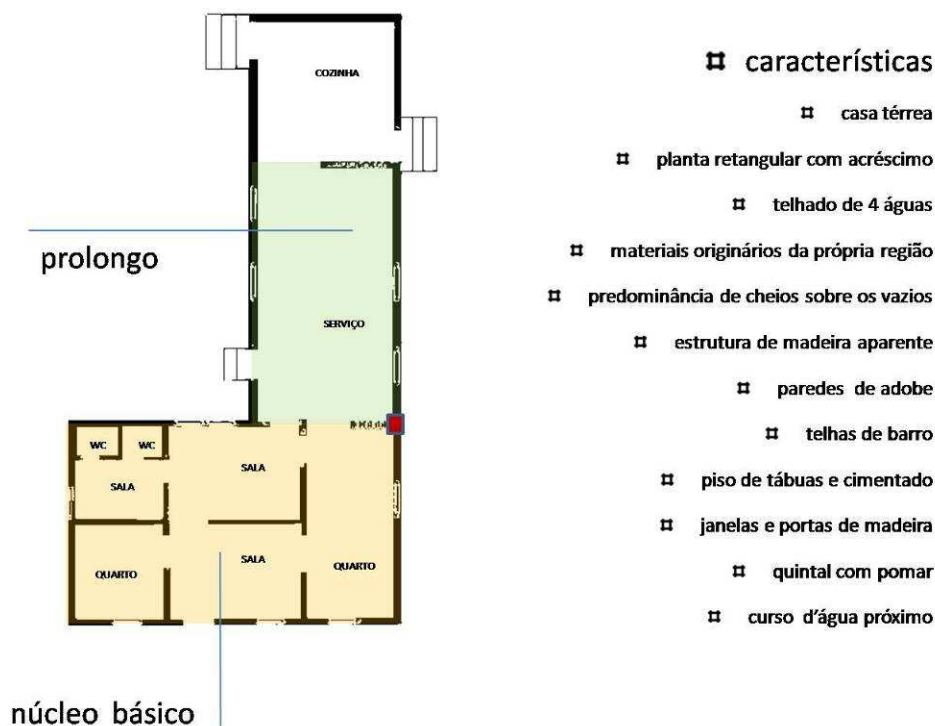 COZINHA
prolongo
SERVIÇO
WC
WC
SALA
SALA
QUARTO
SALA
QUARTO
núcleo básico
¤ características
¤ casa térrea
¤ planta retangular com acréscimo
¤ telhado de 4 águas
¤ materiais originários da própria região
¤ predominância de cheios sobre os vazios
¤ estrutura de madeira aparente
¤ paredes de adobe
¤ telhas de barro
¤ piso de tábuas e cimentado
¤ janelas e portas de madeira
¤ quintal com pomar
¤ curso d'água próximo